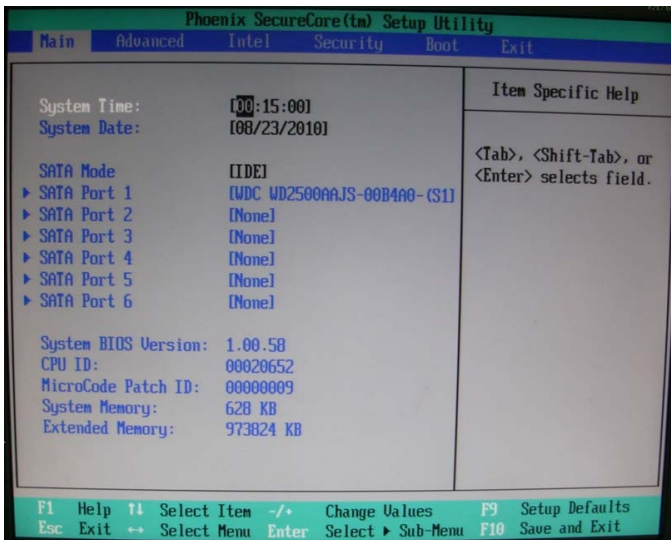 Phoenix SecureCore(tm) Setup Utility
Main Advanced Intel Security Boot Exit
Item Specific Help
System Time: [00:15:00]
System Date: [08/23/2010]
<Tab>, <Shift-Tab>, or
<Enter> selects field.
SATA Mode [IDE]
SATA Port 1 [WDC WD2500AAJS-00B4A0-(S1]
SATA Port 2 [None]
SATA Port 3 [None]
SATA Port 4 [None]
SATA Port 5 [None]
SATA Port 6 [None]
System BIOS Version: 1.00.58
CPU ID: 00020652
MicroCode Patch ID: 00000009
System Memory: 628 KB
Extended Memory: 973824 KB
F1 Help ↑↓ Select Item -/+ Change Values F9 Setup Defaults
Esc Exit ↔ Select Menu Enter Select ▶ Sub-Menu F10 Save and Exit